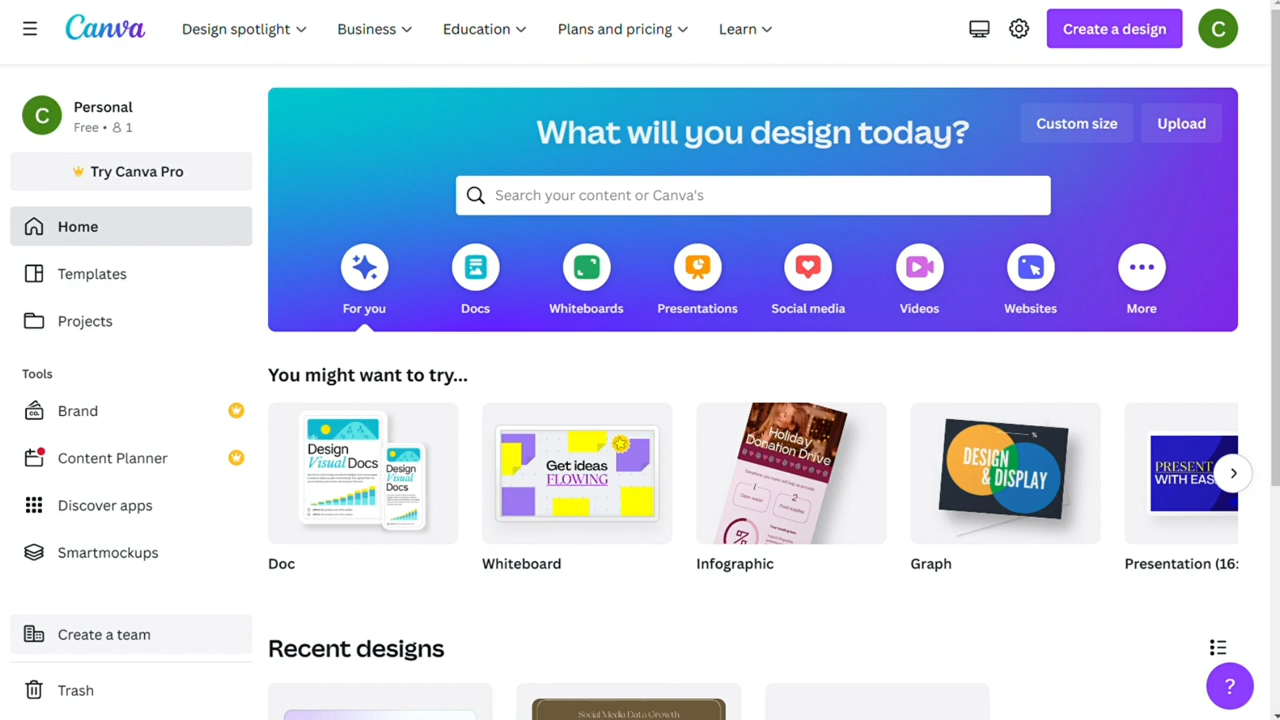 Canva
Design spotlight
Business
Education
Plans and pricing
Learn
Create a design
C
C
Personal
Free • 1
Try Canva Pro
Home
Templates
Projects
Tools
Brand
Content Planner
Discover apps
Smartmockups
Create a team
Trash
What will you design today?
Custom size
Upload
Search your content or Canva's
For you
Docs
Whiteboards
Presentations
Social media
Videos
Websites
More
You might want to try...
Design
Visual Docs
Design
Visual
Docs
Get ideas
FLOWING
Holiday
Donation Drive
1
2
%
DESIGN
& DISPLAY
PRESENT
WITH EAS
Doc
Whiteboard
Infographic
Graph
Presentation (16:
Recent designs
Social Media Data Growth
?